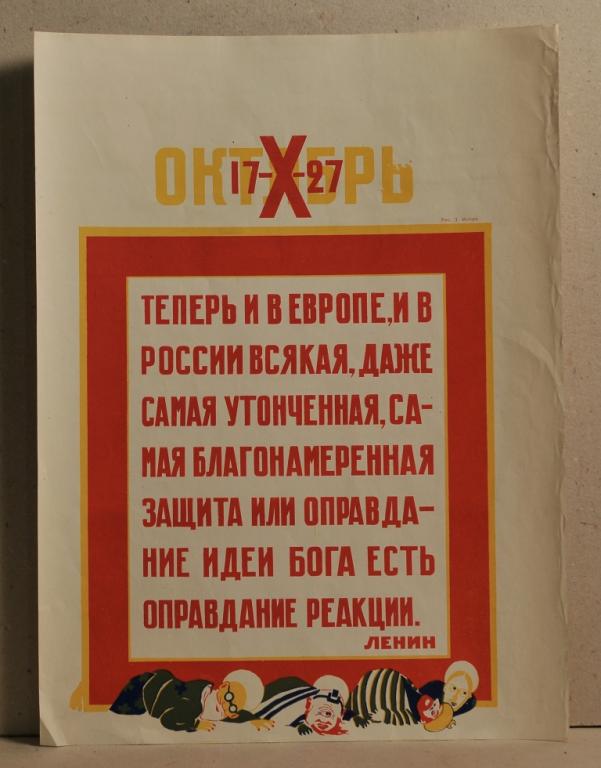 ОКТЯБРЬ
17-X-27
ТЕПЕРЬ И В ЕВРОПЕ, И В
РОССИИ ВСЯКАЯ, ДАЖЕ
САМАЯ УТОНЧЕННАЯ, СА-
МАЯ БЛАГОНАМЕРЕННАЯ
ЗАЩИТА ИЛИ ОПРАВДА-
НИЕ ИДЕИ БОГА ЕСТЬ
ОПРАВДАНИЕ РЕАКЦИИ.
ЛЕНИН